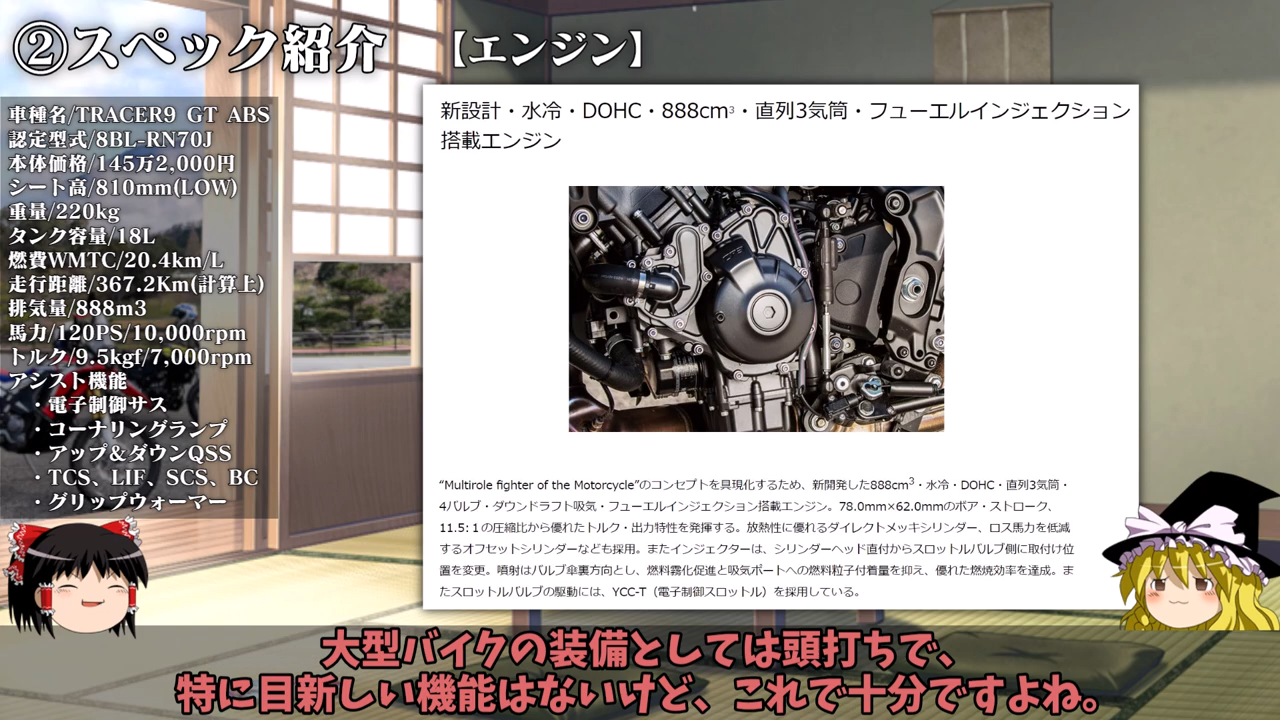 ②スペック紹介
【エンジン】
車種名/TRACER9 GT ABS
認定型式/8BL-RN70J
本体価格/145万2,000円
シート高/810mm(LOW)
重量/220kg
タンク容量/18L
燃費WMTC/20.4km/L
走行距離/367.2Km(計算上)
排気量/888m3
馬力/120PS/10,000rpm
トルク/9.5kgf/7,000rpm
アシスト機能
・電子制御サス
・コーナリングランプ
・アップ&ダウンQSS
・TCS、LIF、SCS、BC
・グリップウォーマー
新設計・水冷・DOHC・888cm³・直列3気筒・フューエルインジェクション
搭載エンジン
“Multirole fighter of the Motorcycle”のコンセプトを具現化するため、新開発した888cm³・水冷・DOHC・直列3気筒・
4バルブ・ダウンドラフト吸気・フューエルインジェクション搭載エンジン。78.0mm×62.0mmのボア・ストローク、
11.5:１の圧縮比から優れたトルク・出力特性を発揮する。放熱性に優れるダイレクトメッキシリンダー、ロス馬力を低減
するオフセットシリンダーなども採用。またインジェクターは、シリンダーヘッド直付からスロットルバルブ側に取付け位
置を変更。噴射はバルブ傘裏方向とし、燃料霧化促進と吸気ポートへの燃料粒子付着量を抑え、優れた燃焼効率を達成。ま
たスロットルバルブの駆動には、YCC-T（電子制御スロットル）を採用している。
大型バイクの装備としては頭打ちで、
特に目新しい機能はないけど、これで十分ですよね。